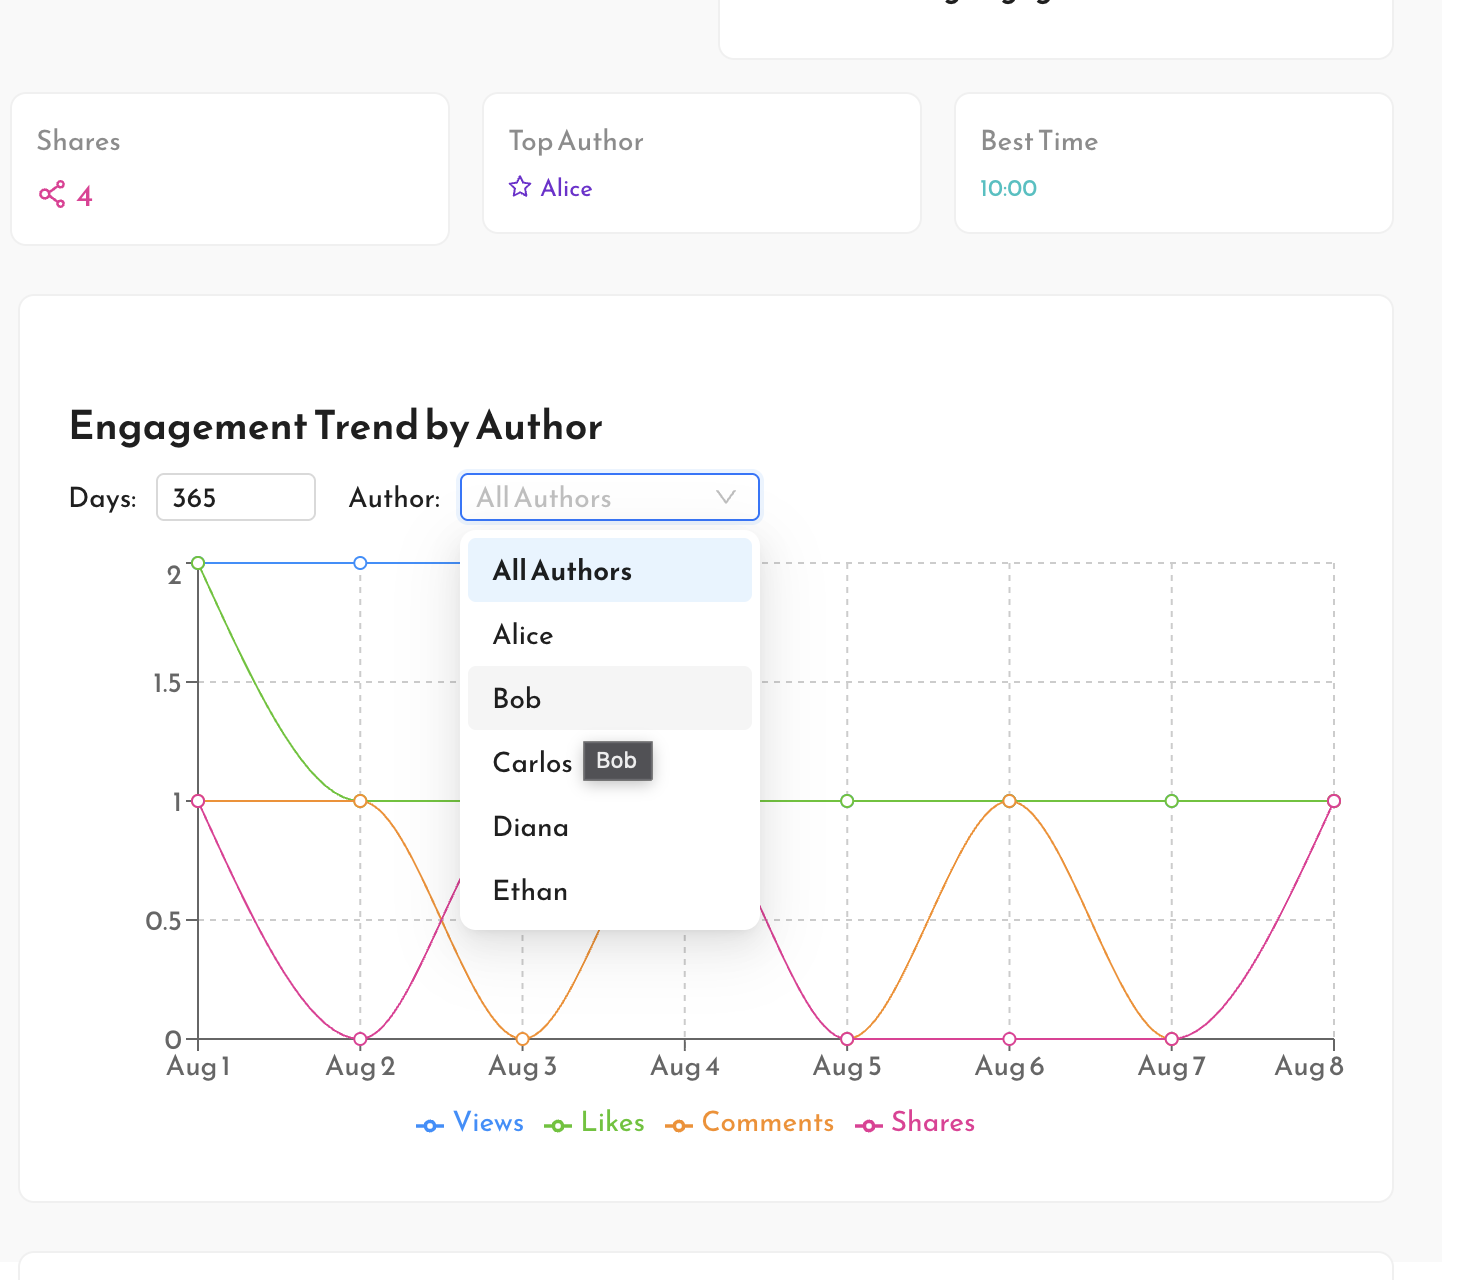 Shares
4
Top Author
Alice
Best Time
10:00
Engagement Trend by Author
Days: 365 Author: All Authors
All Authors
Alice
Bob
Carlos
Bob
Diana
Ethan
2
1.5
1
0.5
0
Aug 1 Aug 2 Aug 3 Aug 4 Aug 5 Aug 6 Aug 7 Aug 8
Views Likes Comments Shares